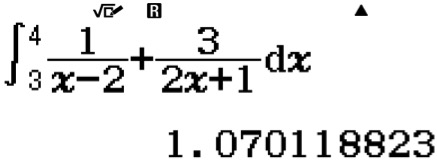 √□ R ▲
∫₃⁴ 1/(x−2) + 3/(2x+1) dx
1.070118823